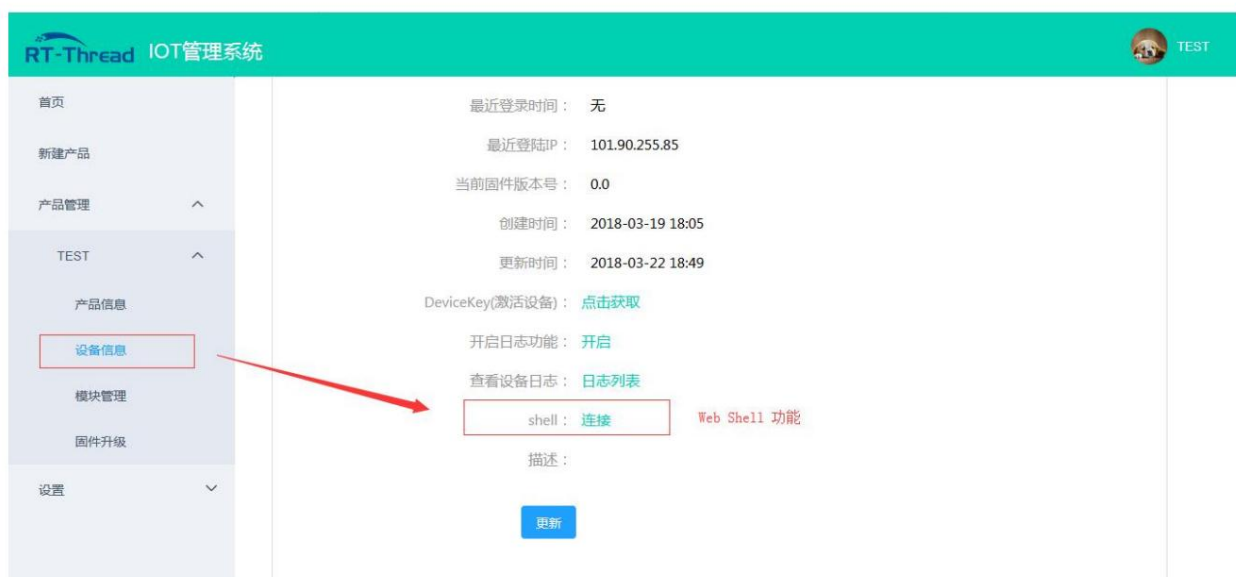 RT-Thread IOT管理系统
TEST
首页
新建产品
产品管理
TEST
产品信息
设备信息
模块管理
固件升级
设置
最近登录时间： 无
最近登陆IP： 101.90.255.85
当前固件版本号： 0.0
创建时间： 2018-03-19 18:05
更新时间： 2018-03-22 18:49
DeviceKey(激活设备)： 点击获取
开启日志功能： 开启
查看设备日志： 日志列表
shell： 连接
Web Shell 功能
描述：
更新